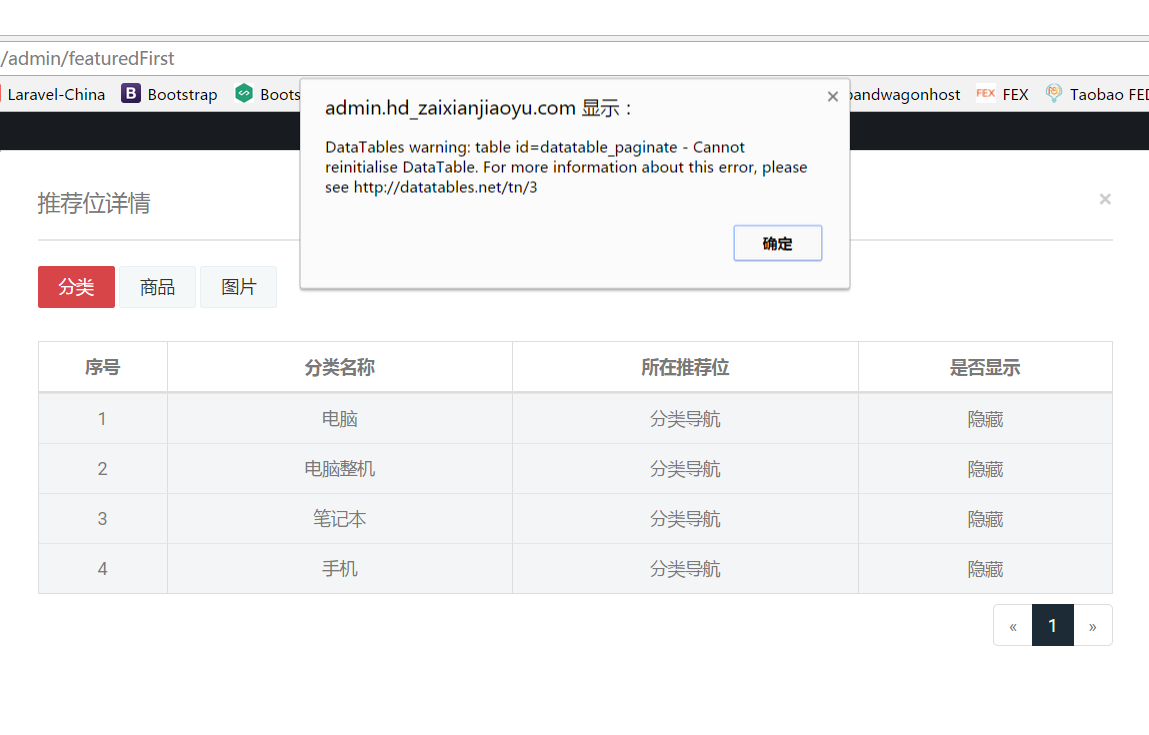 /admin/featuredFirst
Laravel-China
B Bootstrap
Boots
bandwagonhost
FEX FEX
Taobao FED
admin.hd_zaixianjiaoyu.com 显示：
×
DataTables warning: table id=datatable_paginate - Cannot
reinitialise DataTable. For more information about this error, please
see http://datatables.net/tn/3
确定
推荐位详情 ×
分类 商品 图片
序号 分类名称 所在推荐位 是否显示
1 电脑 分类导航 隐藏
2 电脑整机 分类导航 隐藏
3 笔记本 分类导航 隐藏
4 手机 分类导航 隐藏
« 1 »